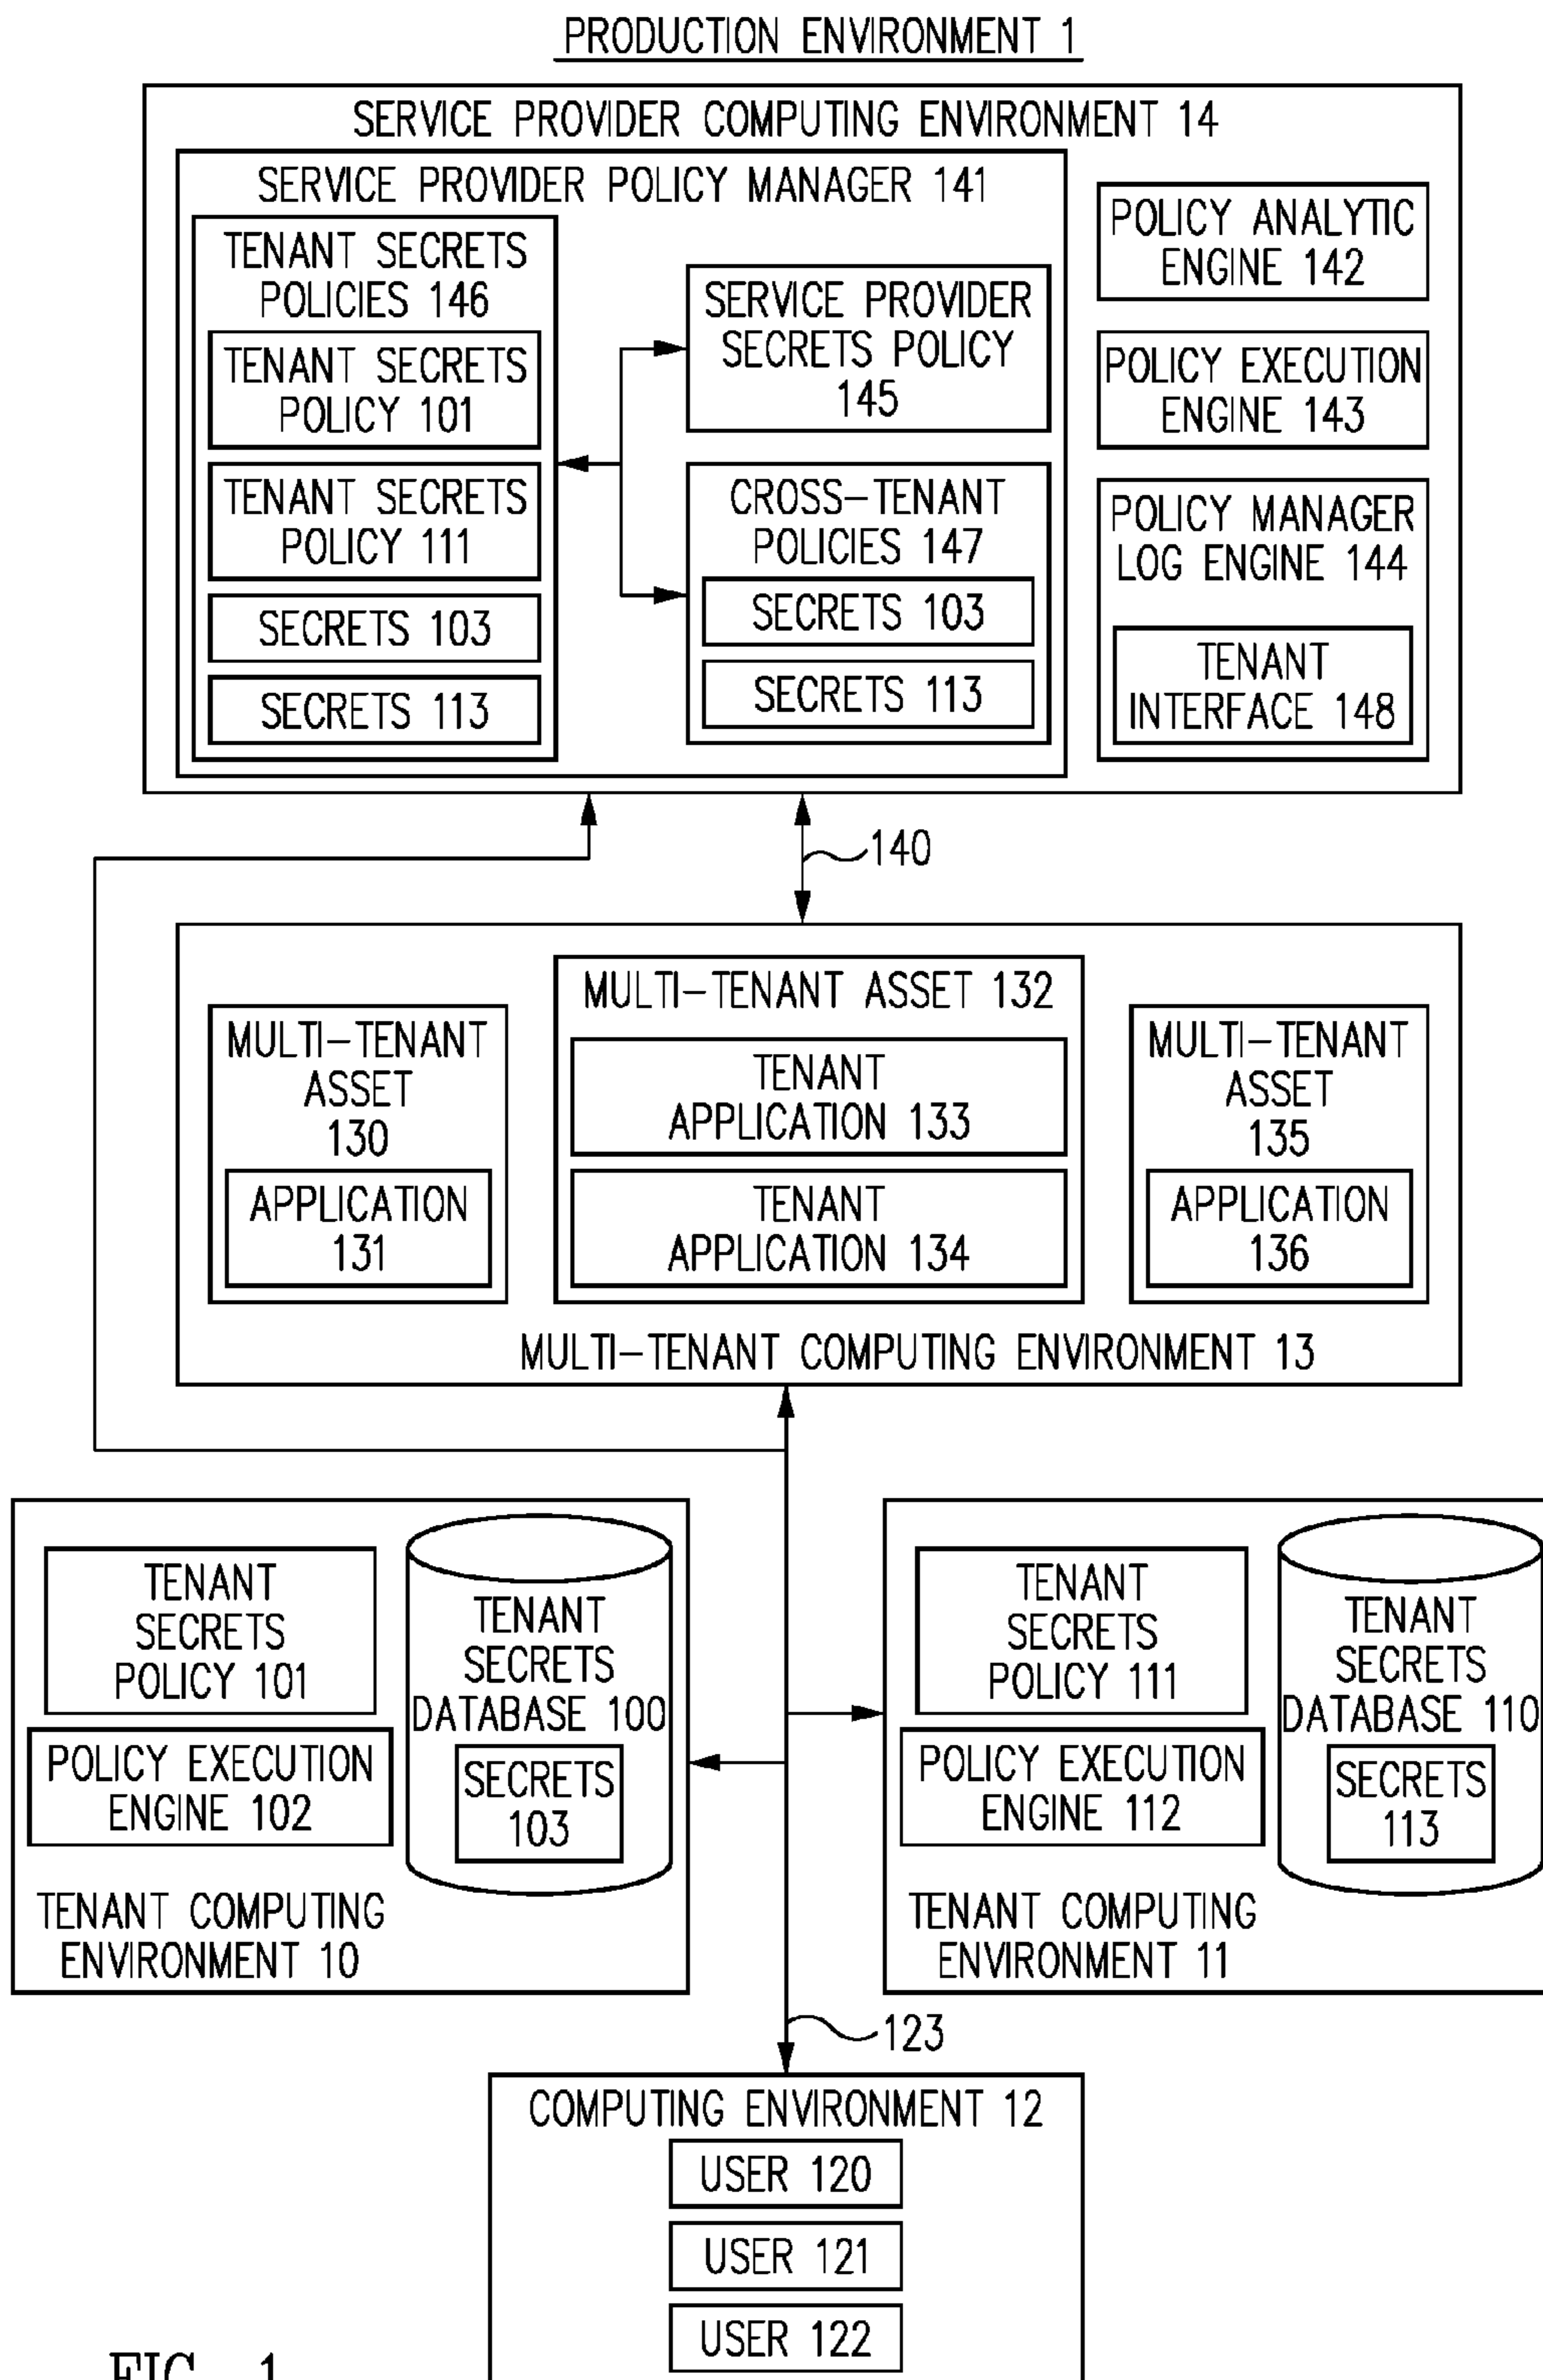 PRODUCTION ENVIRONMENT 1
SERVICE PROVIDER COMPUTING ENVIRONMENT 14
SERVICE PROVIDER POLICY MANAGER 141
TENANT SECRETS
POLICIES 146
TENANT SECRETS
POLICY 101
TENANT SECRETS
POLICY 111
SECRETS 103
SECRETS 113
SERVICE PROVIDER
SECRETS POLICY
145
CROSS-TENANT
POLICIES 147
SECRETS 103
SECRETS 113
POLICY ANALYTIC
ENGINE 142
POLICY EXECUTION
ENGINE 143
POLICY MANAGER
LOG ENGINE 144
TENANT
INTERFACE 148
140
MULTI-TENANT
ASSET
130
APPLICATION
131
MULTI-TENANT ASSET 132
TENANT
APPLICATION 133
TENANT
APPLICATION 134
MULTI-TENANT
ASSET
135
APPLICATION
136
MULTI-TENANT COMPUTING ENVIRONMENT 13
TENANT
SECRETS
POLICY 101
POLICY EXECUTION
ENGINE 102
TENANT
SECRETS
DATABASE 100
SECRETS
103
TENANT COMPUTING
ENVIRONMENT 10
TENANT
SECRETS
POLICY 111
POLICY EXECUTION
ENGINE 112
TENANT
SECRETS
DATABASE 110
SECRETS
113
TENANT COMPUTING
ENVIRONMENT 11
123
COMPUTING ENVIRONMENT 12
USER 120
USER 121
USER 122
FIG. 1